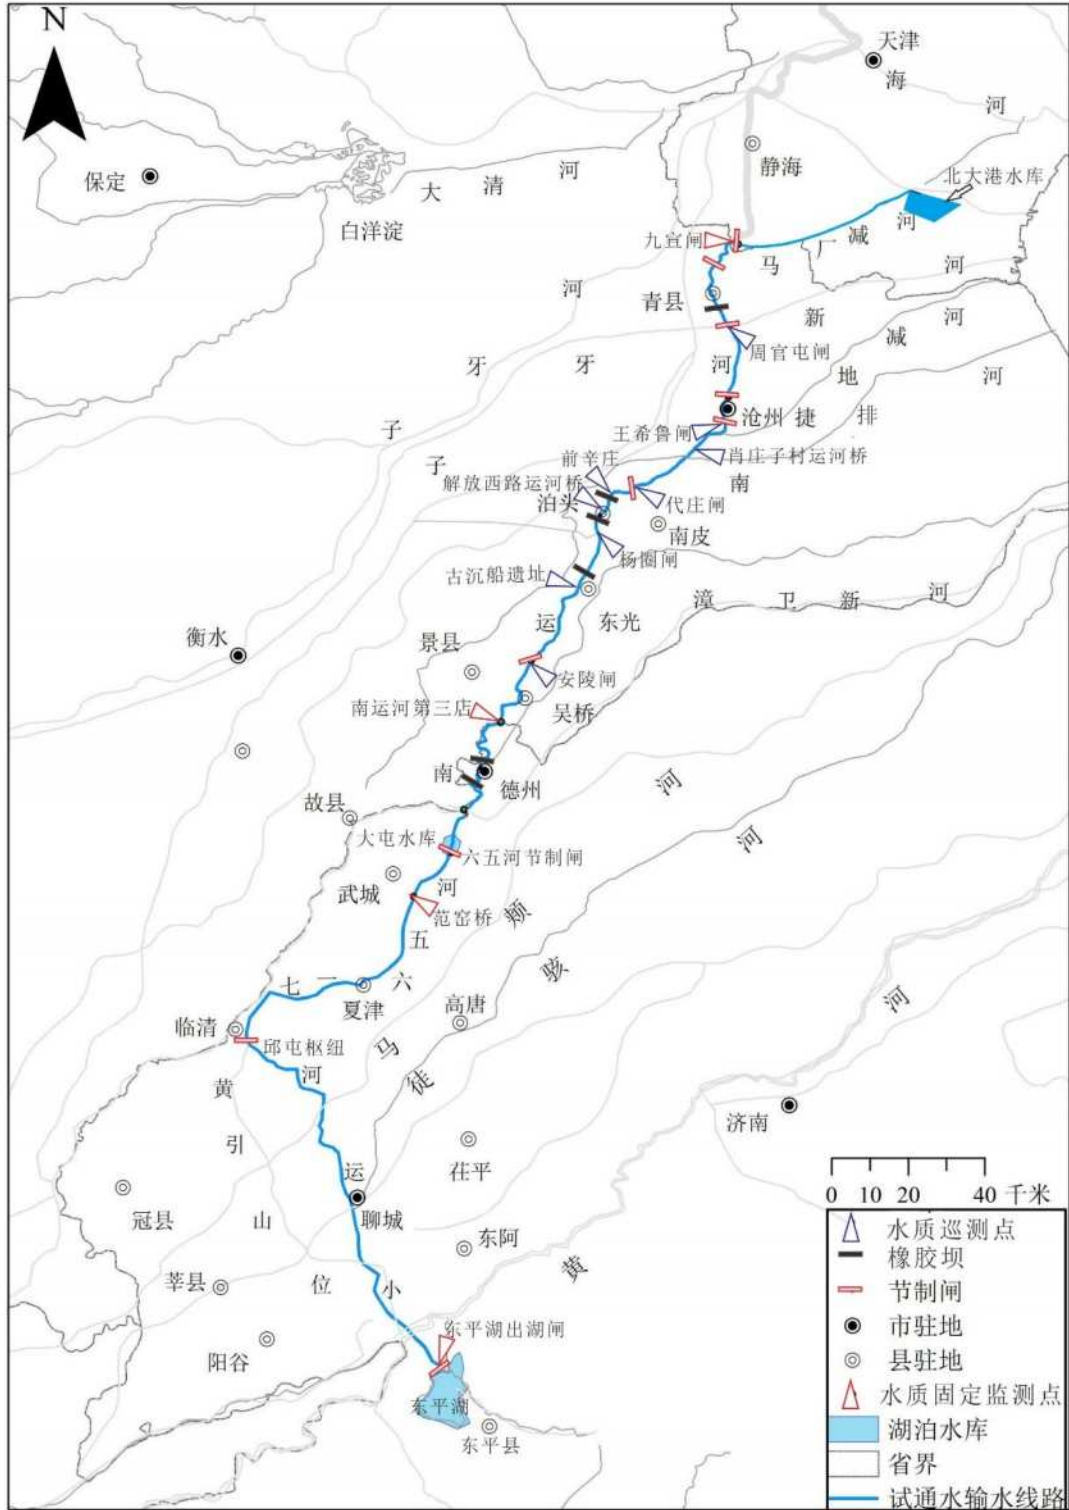 N
天津
海
河
静海
北大港水库
保定
大清河
白洋淀
九宣闸
马厂减河
河
青县
河
新
减
河
周官屯闸
牙
牙
河
地
河
沧州
捷
排
王希鲁闸
子
前辛庄
肖庄子村运河桥
子
解放西路运河桥
南
泊头
代庄闸
南皮
杨圈闸
古沉船遗址
漳卫新河
运
东光
衡水
景县
安陵闸
南运河第三店
吴桥
南
德州
河
故县
河
大屯水库
六五河节制闸
武城
河
范窑桥
颊
五
骇
七一
六
夏津
高唐
河
临清
邱屯枢纽
马
河
徒
黄
济南
引
茌平
运
冠县
山
聊城
东阿
莘县
位
小
黄
东平湖出湖闸
阳谷
东平湖
东平县
0 10 20 40 千米
水质巡测点
橡胶坝
节制闸
市驻地
县驻地
水质固定监测点
湖泊水库
省界
试通水输水线路